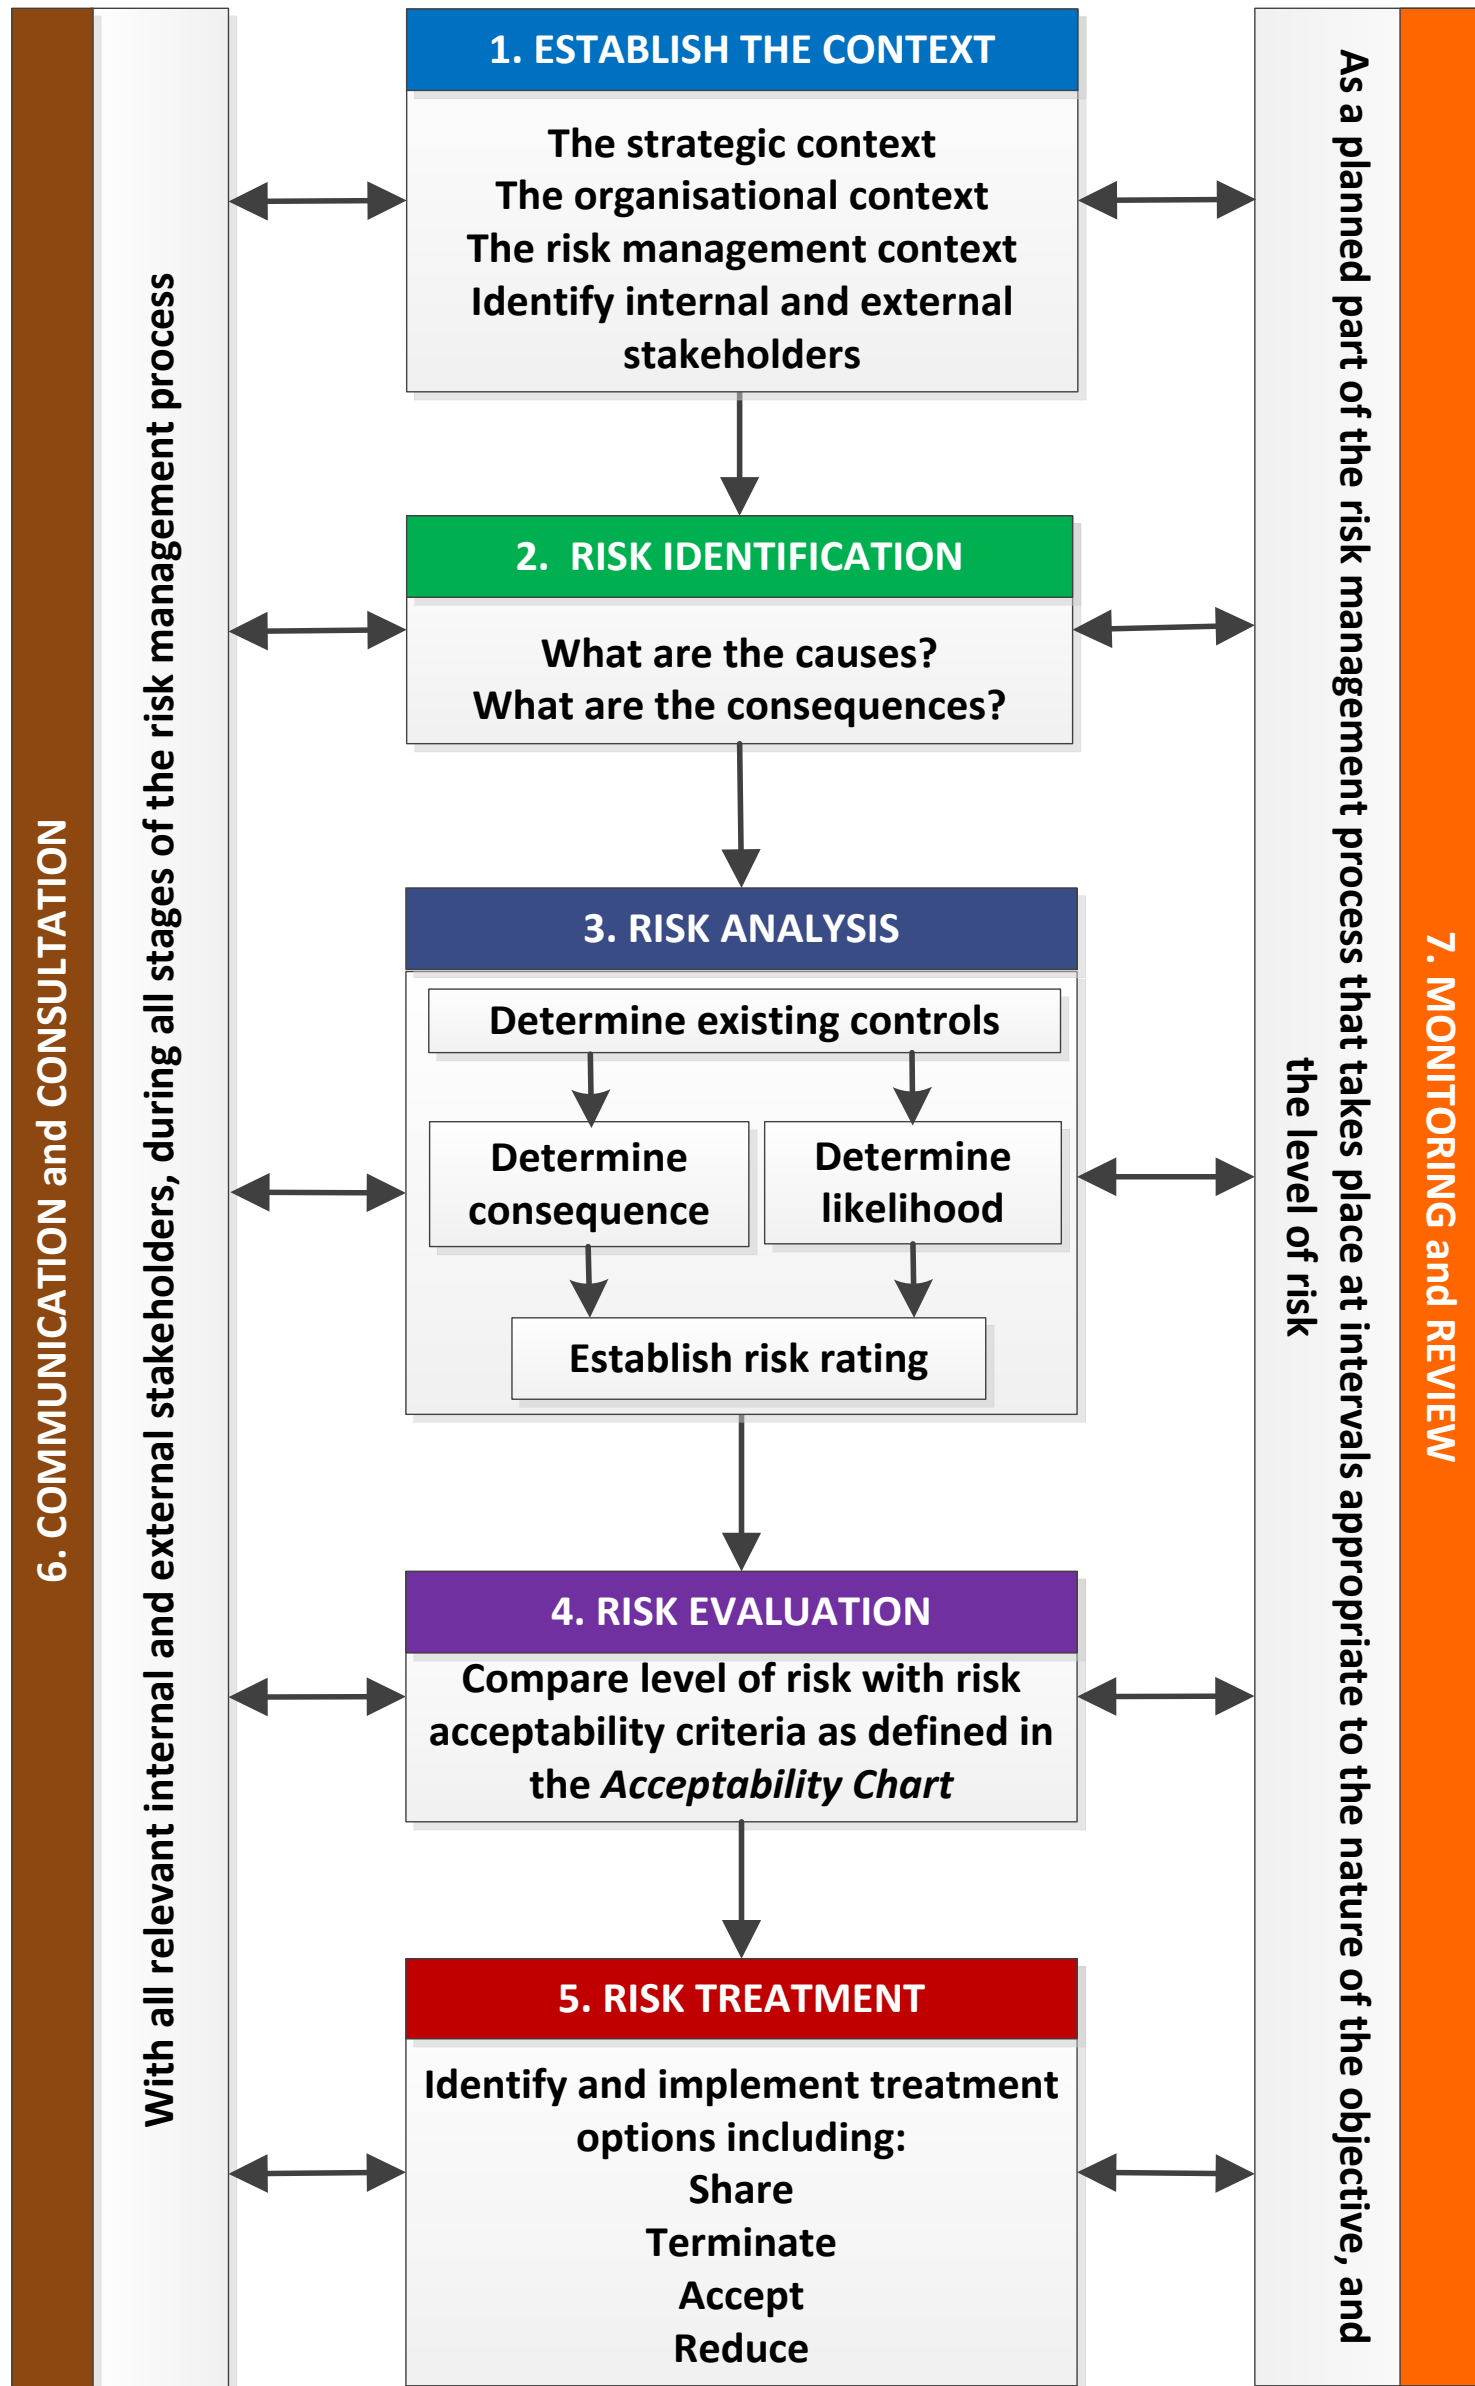 6. COMMUNICATION and CONSULTATION
With all relevant internal and external stakeholders, during all stages of the risk management process
1. ESTABLISH THE CONTEXT
The strategic context
The organisational context
The risk management context
Identify internal and external
stakeholders
2. RISK IDENTIFICATION
What are the causes?
What are the consequences?
3. RISK ANALYSIS
Determine existing controls
Determine
consequence
Determine
likelihood
Establish risk rating
4. RISK EVALUATION
Compare level of risk with risk
acceptability criteria as defined in
the Acceptability Chart
5. RISK TREATMENT
Identify and implement treatment
options including:
Share
Terminate
Accept
Reduce
As a planned part of the risk management process that takes place at intervals appropriate to the nature of the objective, and
the level of risk
7. MONITORING and REVIEW